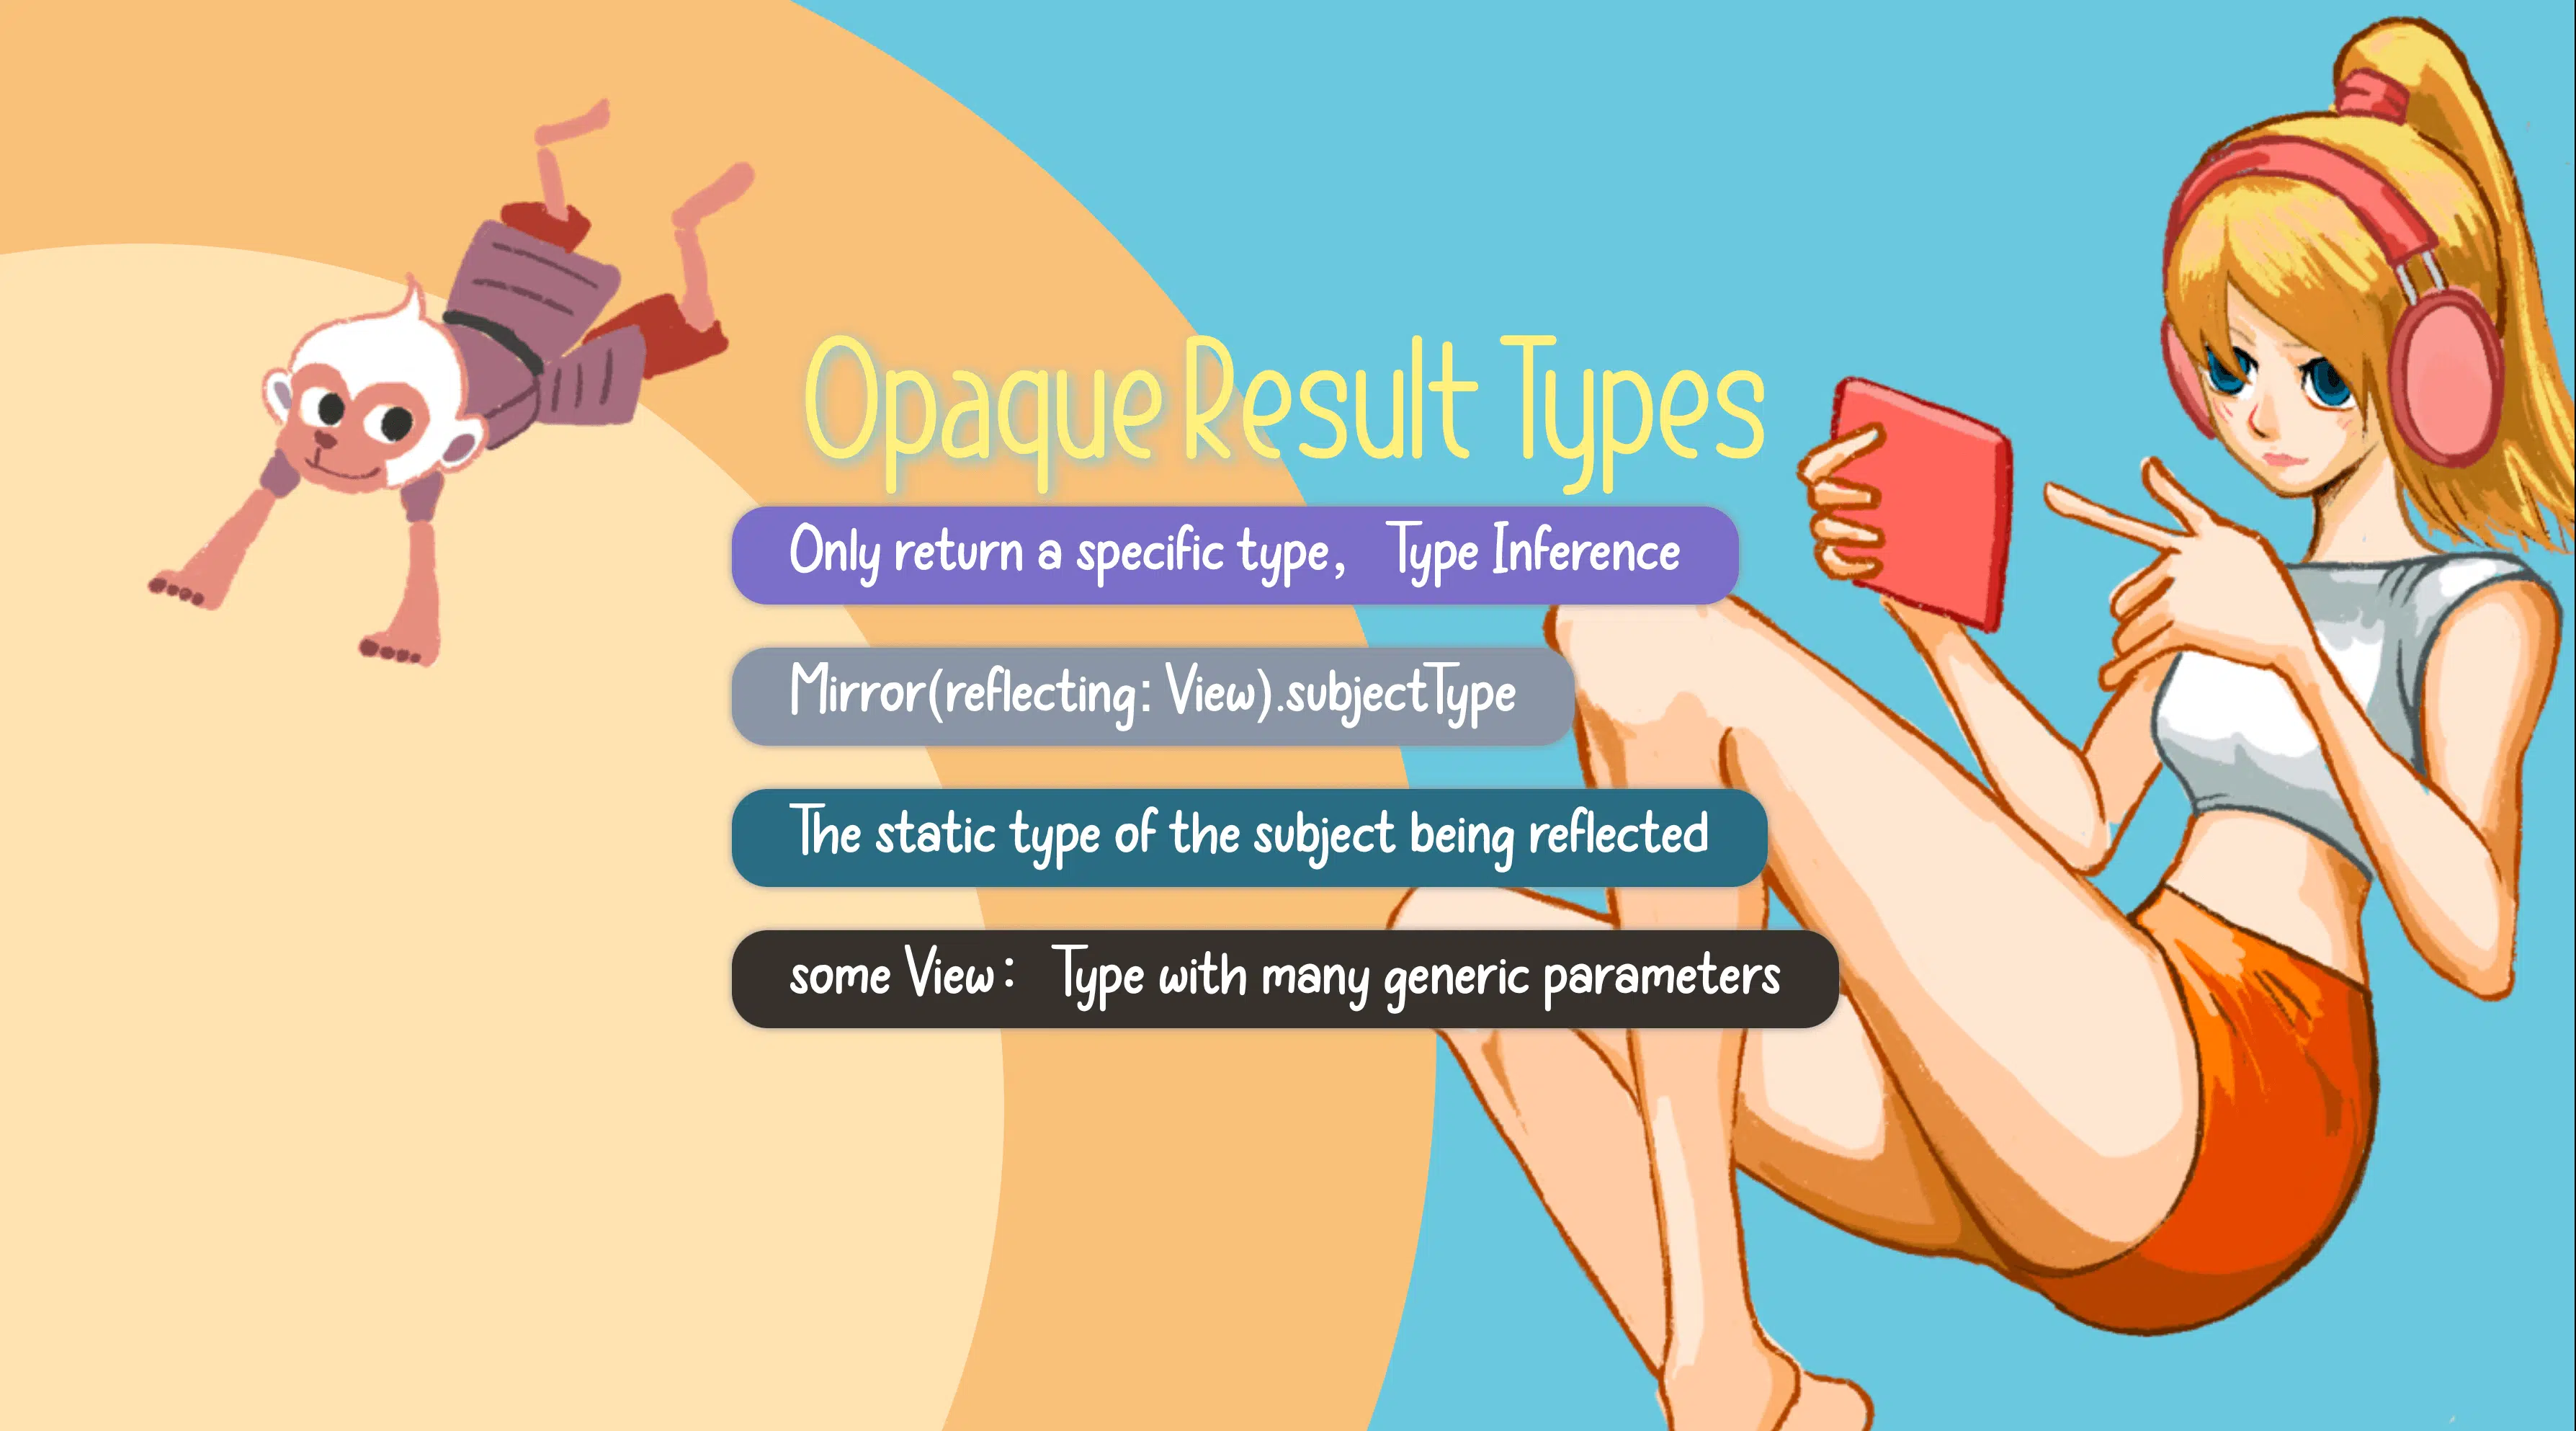 Opaque Result Types
Only return a specific type， Type Inference
Mirror(reflecting: View).subjectType
The static type of the subject being reflected
some View： Type with many generic parameters